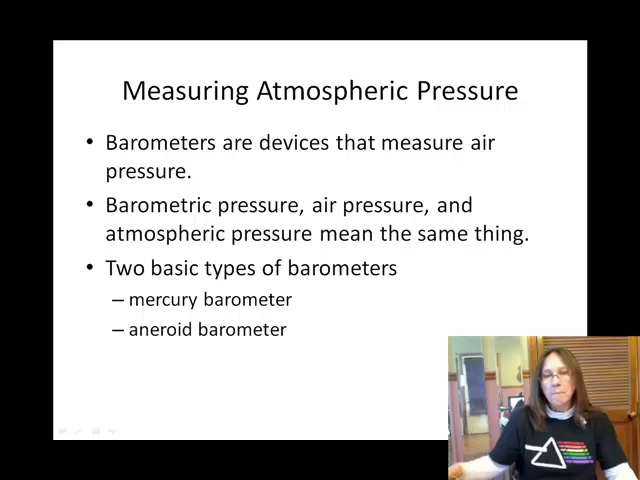 Measuring Atmospheric Pressure
• Barometers are devices that measure air
pressure.
• Barometric pressure, air pressure, and
atmospheric pressure mean the same thing.
• Two basic types of barometers
– mercury barometer
– aneroid barometer